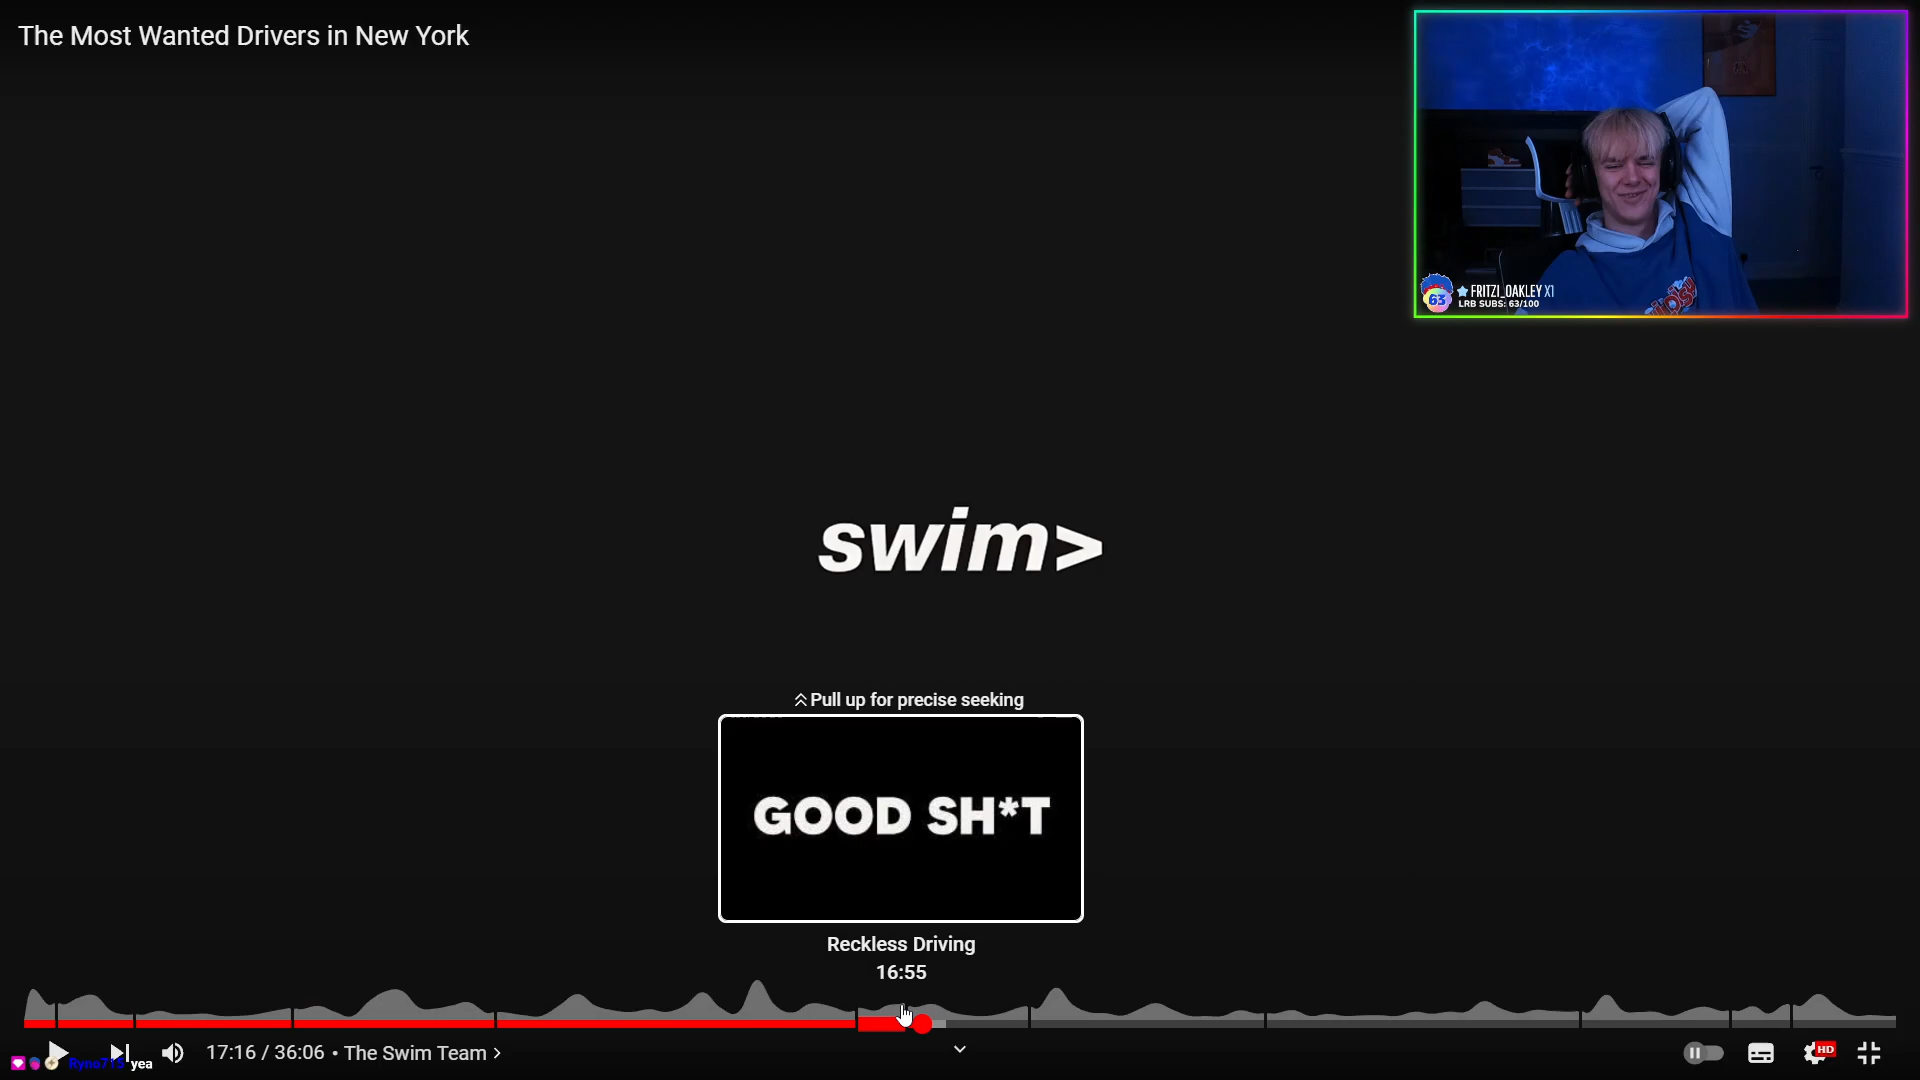 The Most Wanted Drivers in New York
63
FRITZI_OAKLEY X1
LRB SUBS: 63/100
swim>
Pull up for precise seeking
GOOD SH*T
Reckless Driving
16:55
17:16 / 36:06 • The Swim Team >
HD
Ryno715 yea